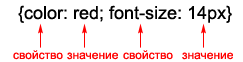 {color: red; font-size: 14px}
свойство значение свойство значение